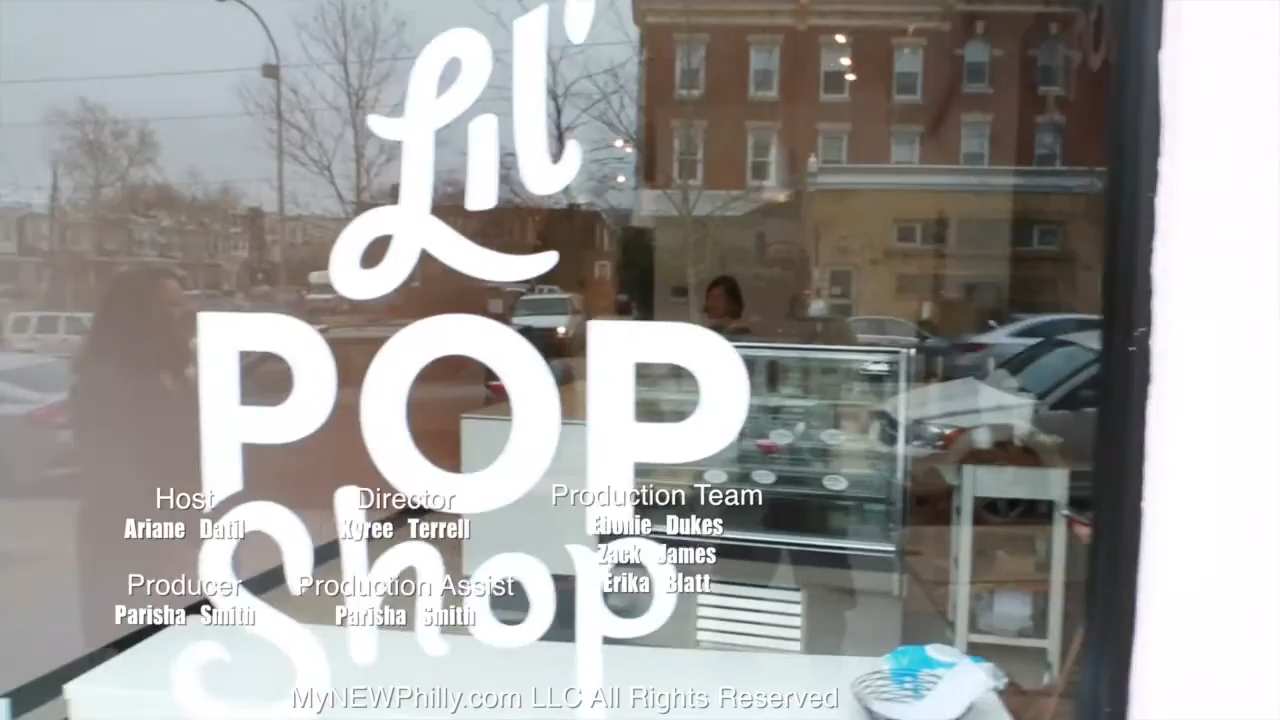 Lil'
POP
Shop
Host
Ariane Datil
Director
Kyree Terrell
Production Team
Ebonie Dukes
Zack James
Erika Blatt
Producer
Parisha Smith
Production Assist
Parisha Smith
MyNEWPhilly.com LLC All Rights Reserved